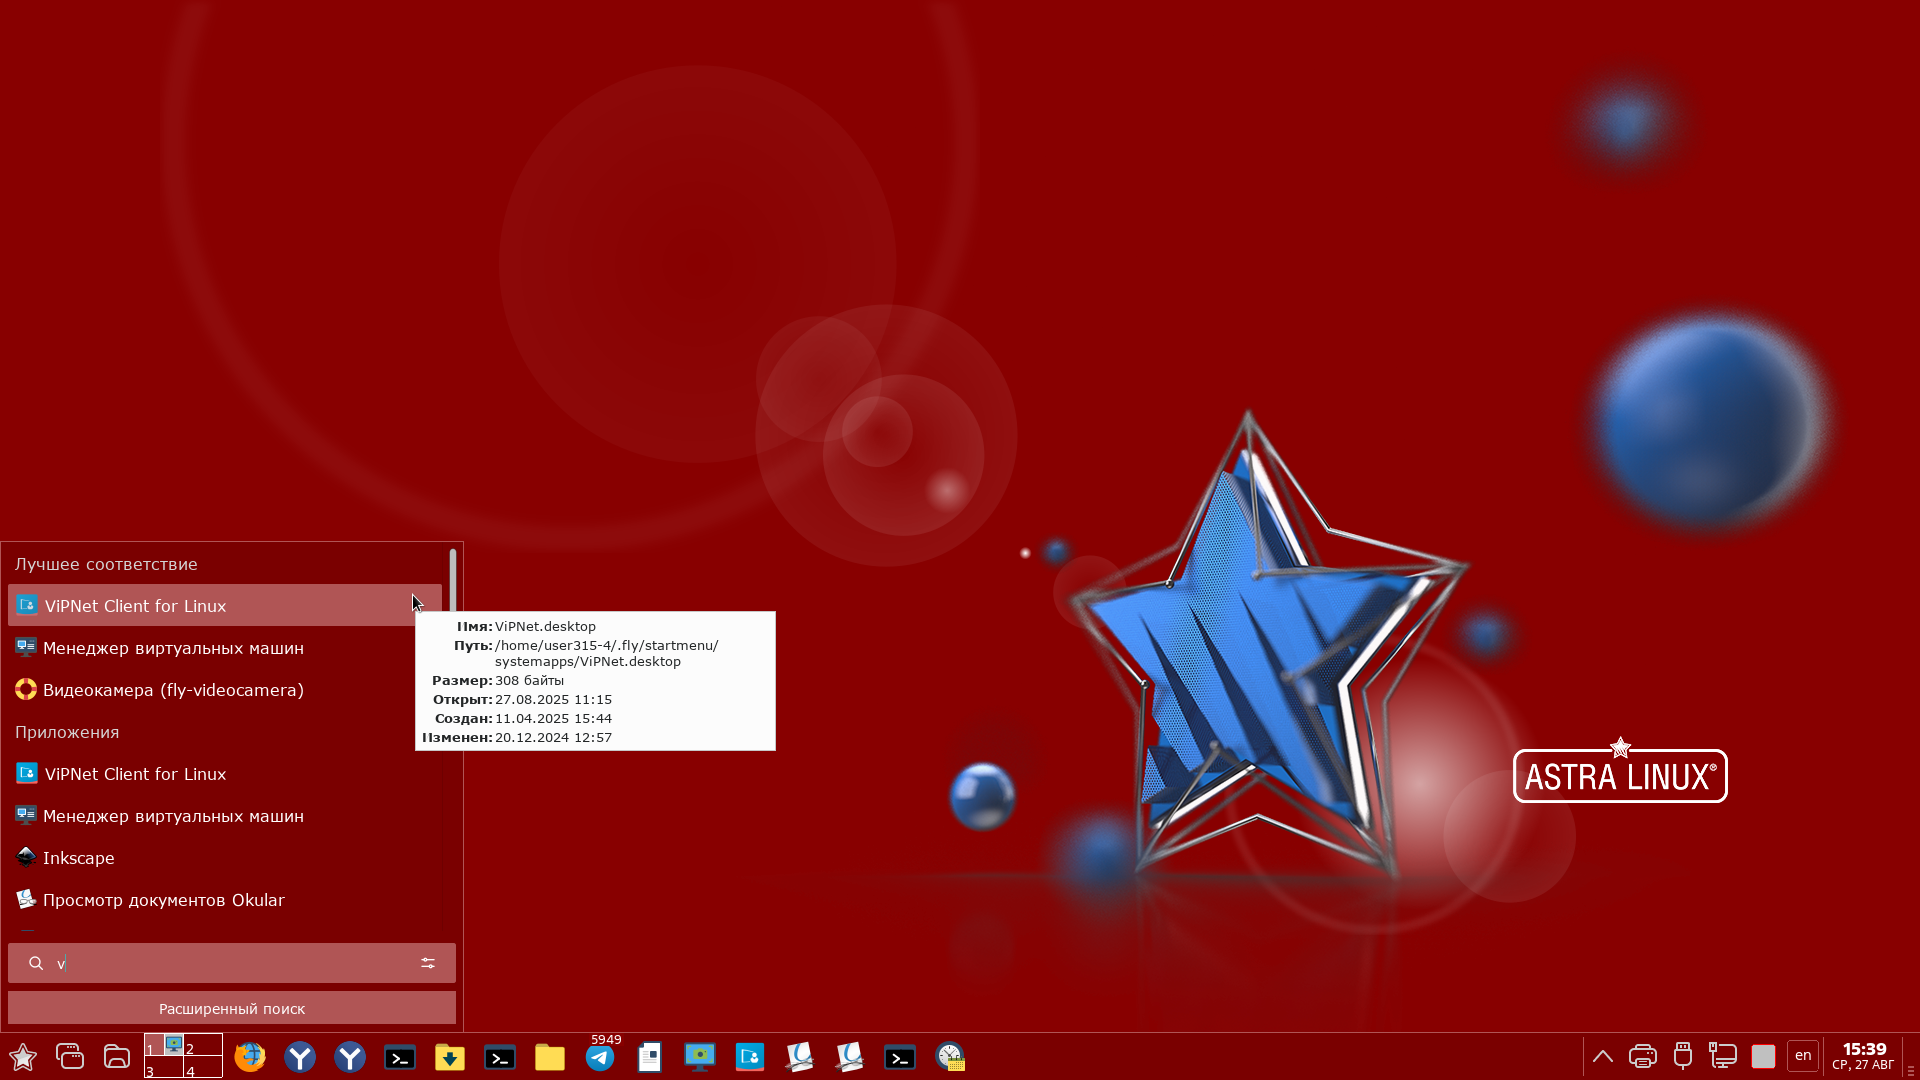 Лучшее соответствие
ViPNet Client for Linux
Менеджер виртуальных машин
Видеокамера (fly-videocamera)
Приложения
ViPNet Client for Linux
Менеджер виртуальных машин
Inkscape
Просмотр документов Okular
v
Расширенный поиск
Имя: ViPNet.desktop
Путь: /home/user315-4/.fly/startmenu/
systemapps/ViPNet.desktop
Размер: 308 байты
Открыт: 27.08.2025 11:15
Создан: 11.04.2025 15:44
Изменен: 20.12.2024 12:57
ASTRA LINUX®
1 2
3 4
5949
en
15:39
СР, 27 АВГ